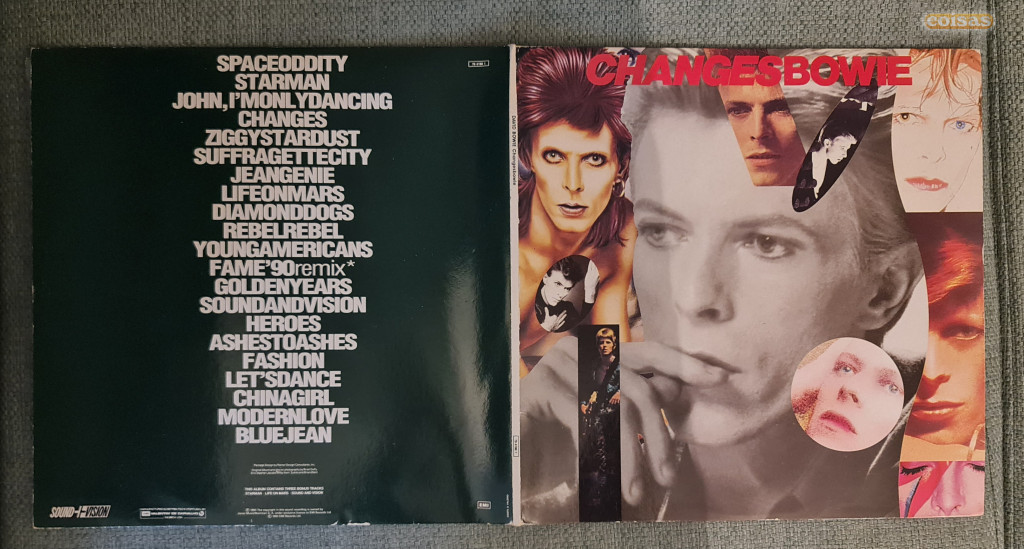 coisas
SPACEODDITY
STARMAN
JOHN,I'MONLYDANCING
CHANGES
ZIGGYSTARDUST
SUFFRAGETTECITY
JEANGENIE
LIFEONMARS
DIAMONDDOGS
REBELREBEL
YOUNGAMERICANS
FAME'90remix*
GOLDENYEARS
SOUNDANDVISION
HEROES
ASHESTOASHES
FASHION
LET'SDANCE
CHINAGIRL
MODERNLOVE
BLUEJEAN
THIS ALBUM CONTAINS THREE BONUS TRACKS
STARMAN · LIFE ON MARS · SOUND AND VISION
SOUND+VISION
EMI
DAVID BOWIE Changesbowie
CHANGESBOWIE